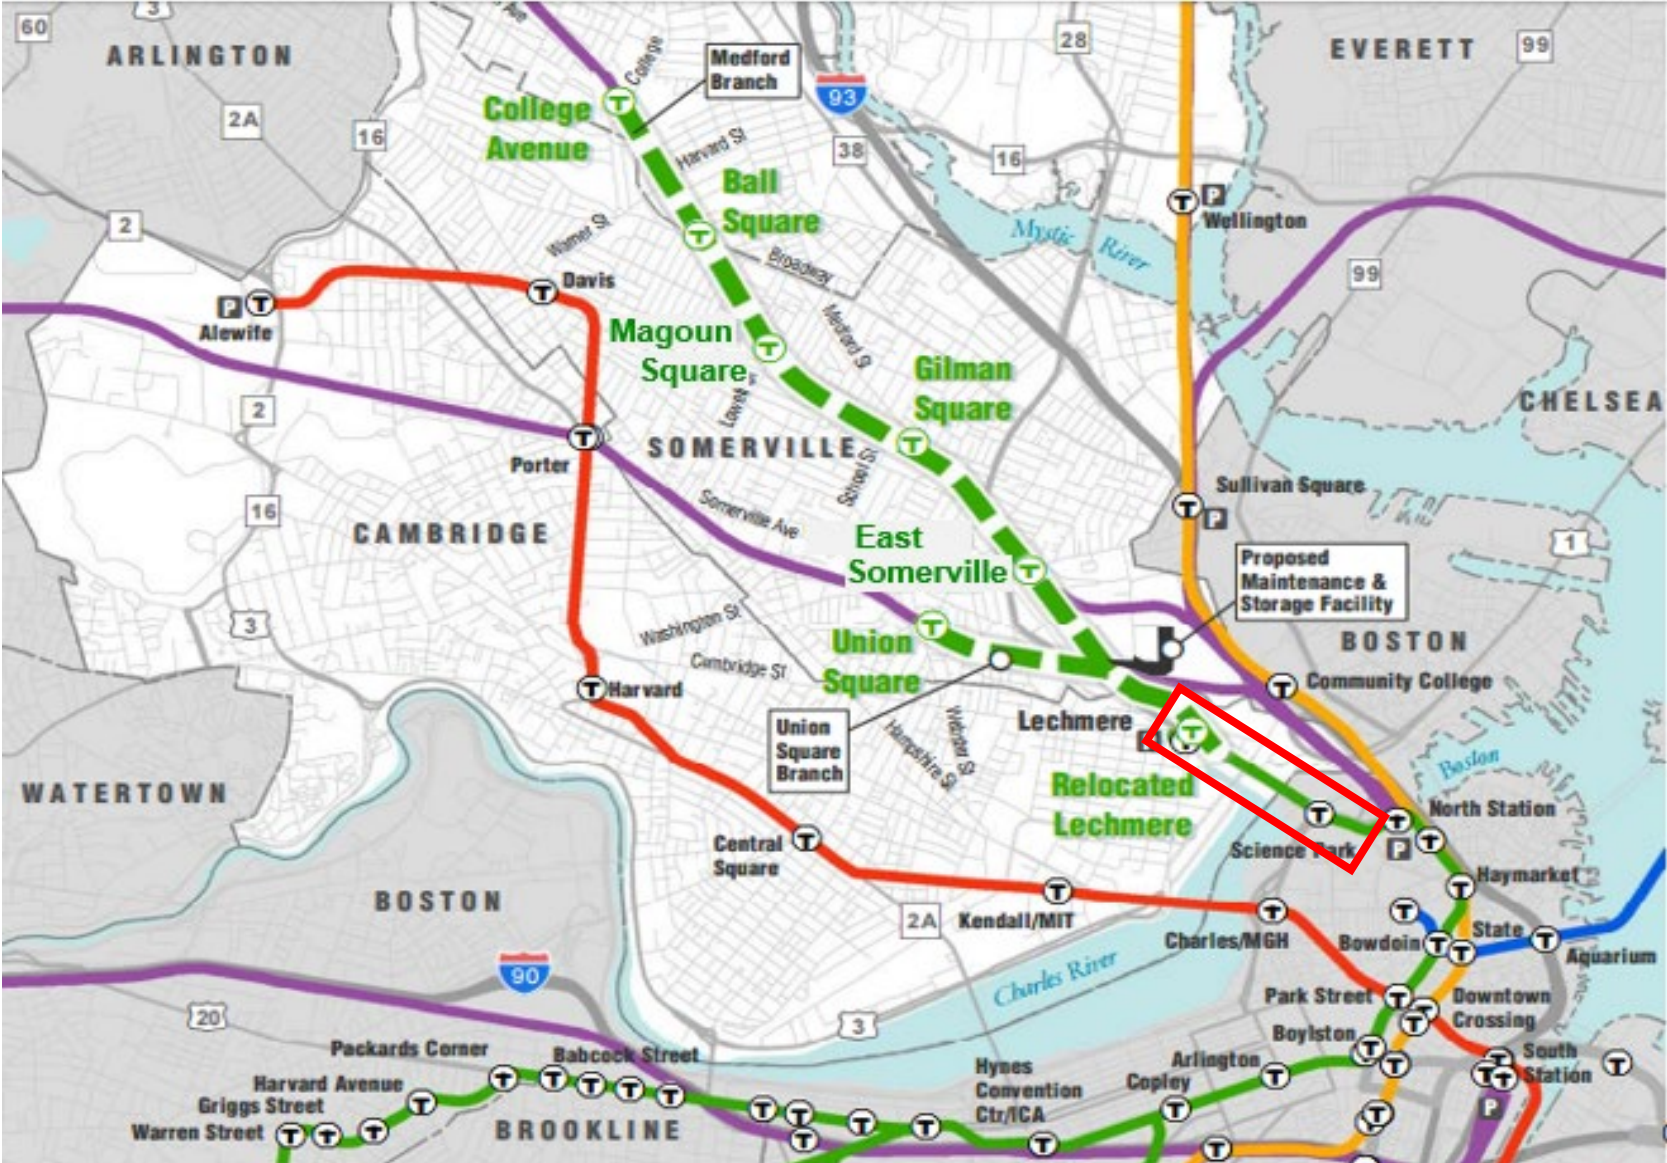 60
3
Ave
ARLINGTON
2A
16
College
Medford
Branch
28
93
EVERETT
99
College
Avenue
Harvard St
38
16
Ball
Square
2
Warner St
Broadway
T
P
Wellington
Mystic River
99
Davis
P
T
Alewife
Magoun
Square
Medford St
Gilman
Square
CHELSEA
2
Lowell
SOMERVILLE
Porter
School St
Sullivan Square
P
16
CAMBRIDGE
Somerville Ave
East
Somerville
1
Proposed
Maintenance &
Storage Facility
3
Washington St
Union
Square
BOSTON
Cambridge St
Harvard
Community College
Lechmere
Union
Square
Branch
Webster St
Hampshire St
Boston
WATERTOWN
Relocated
Lechmere
North Station
Central
Square
Science Park
P
Haymarket
BOSTON
2A
Kendall/MIT
Charles/MGH
Bowdoin
State
Aquarium
90
Charles River
Park Street
Downtown
Crossing
20
3
Boylston
Packards Corner
Babcock Street
Arlington
South
Station
Harvard Avenue
Hynes
Convention
Ctr/ICA
Copley
Griggs Street
Warren Street
BROOKLINE
P